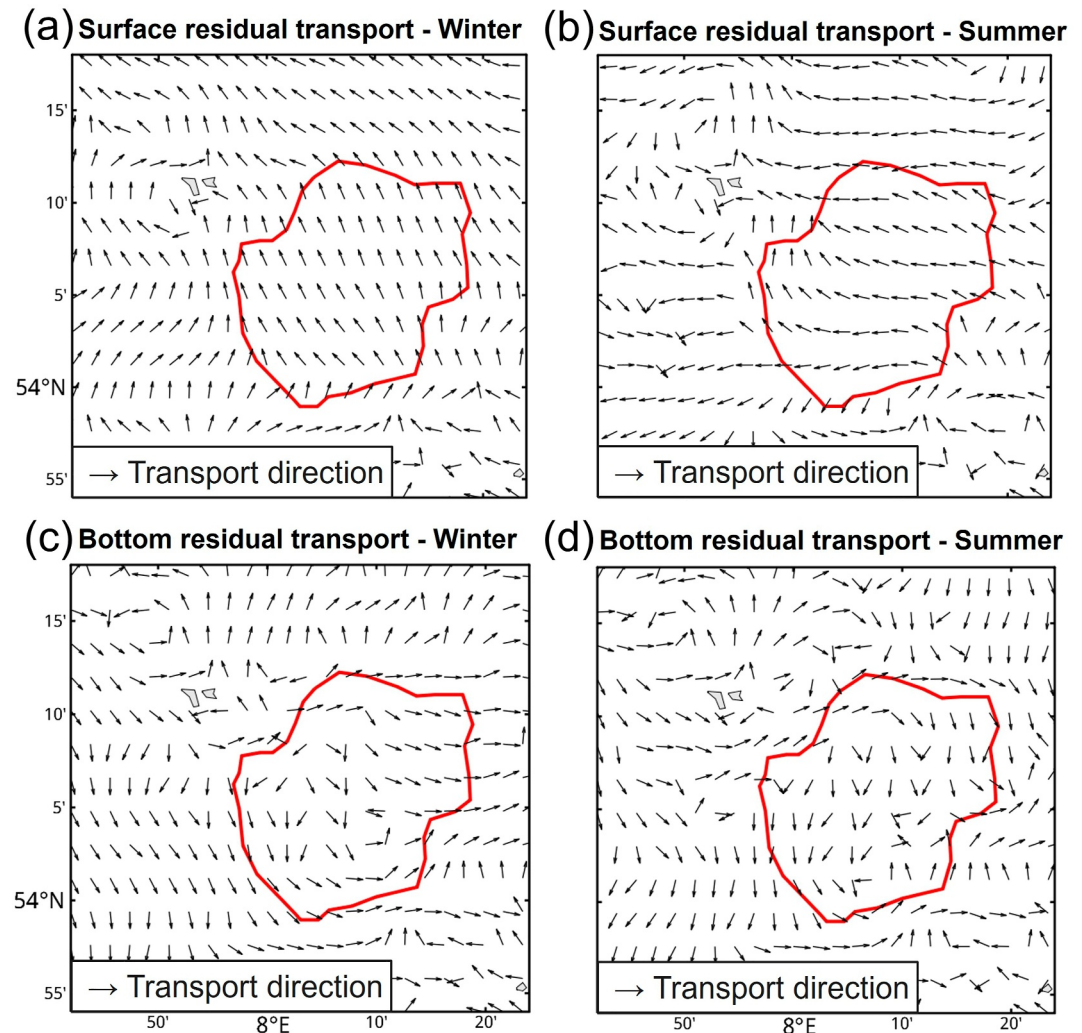 (a) Surface residual transport - Winter
(b) Surface residual transport - Summer
15'
10'
5'
54°N
55'
→ Transport direction
→ Transport direction
(c) Bottom residual transport - Winter
(d) Bottom residual transport - Summer
15'
10'
5'
54°N
55'
→ Transport direction
→ Transport direction
50' 8°E 10' 20'
50' 8°E 10' 20'